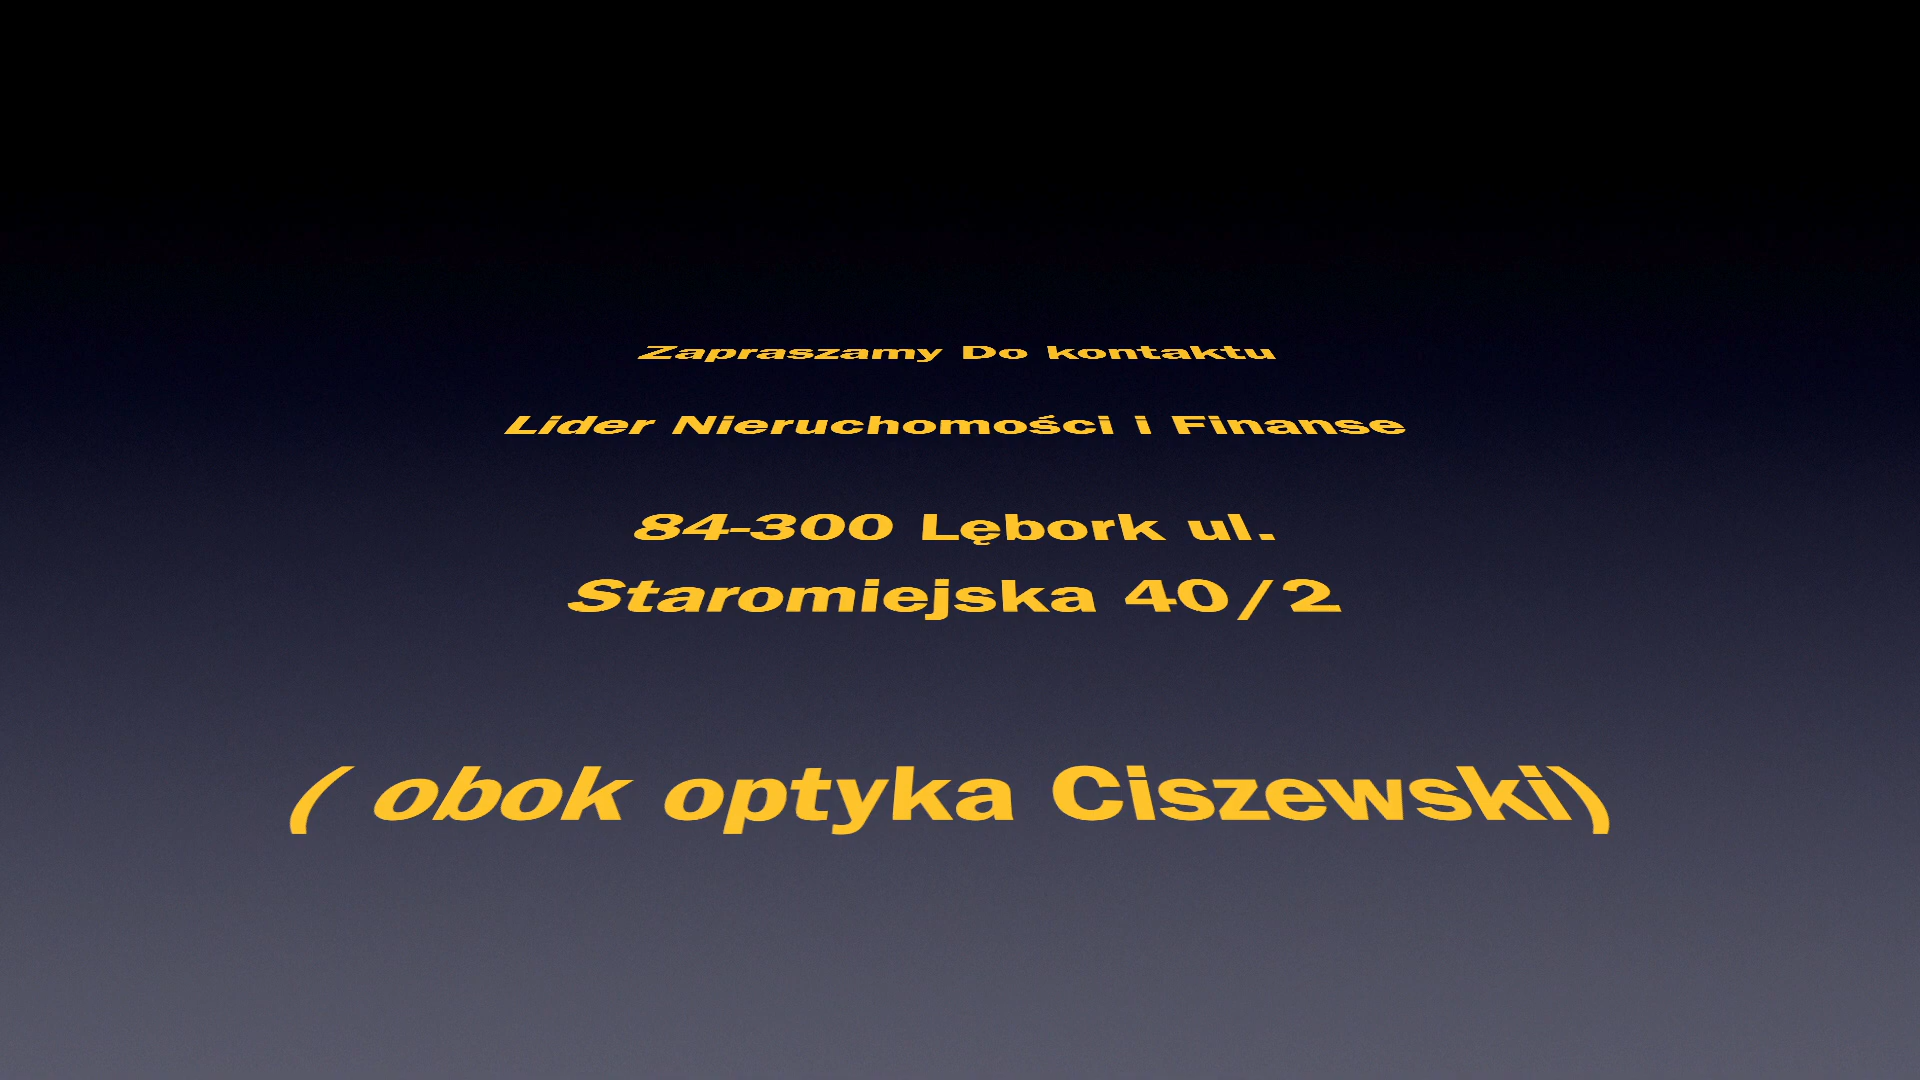 Zapraszamy Do kontaktu
Lider Nieruchomości i Finanse
84-300 Lębork ul.
Staromiejska 40/2
( obok optyka Ciszewski)